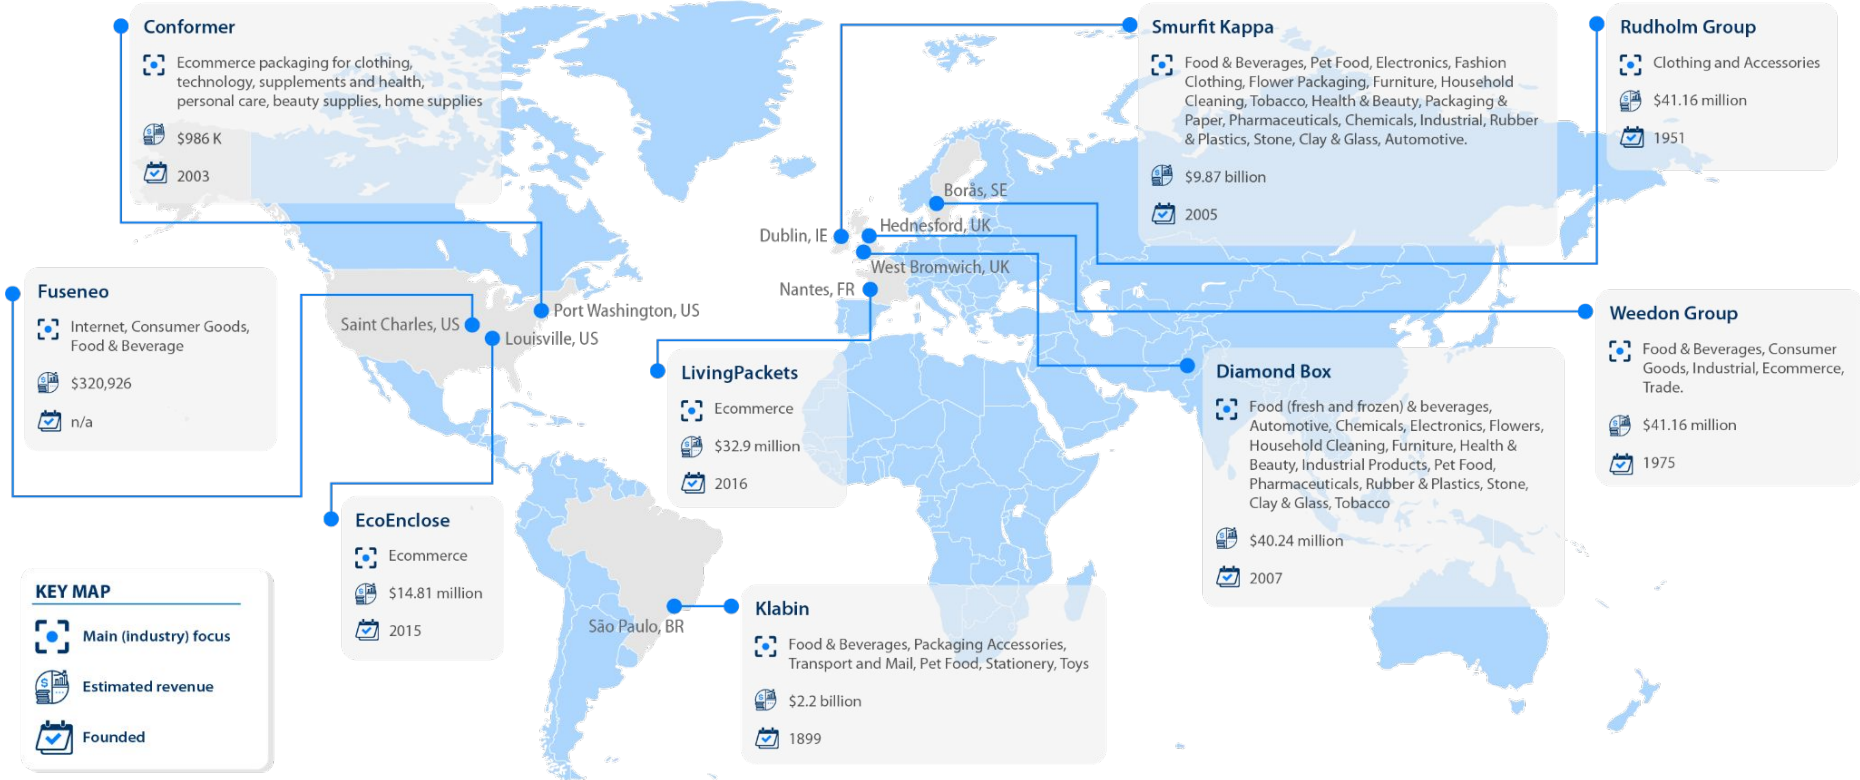 Conformer
Ecommerce packaging for clothing,
technology, supplements and health,
personal care, beauty supplies, home supplies
$986 K
2003
Smurfit Kappa
Food & Beverages, Pet Food, Electronics, Fashion
Clothing, Flower Packaging, Furniture, Household
Cleaning, Tobacco, Health & Beauty, Packaging &
Paper, Pharmaceuticals, Chemicals, Industrial, Rubber
& Plastics, Stone, Clay & Glass, Automotive.
$9.87 billion
2005
Rudholm Group
Clothing and Accessories
$41.16 million
1951
Borås, SE
Hednesford, UK
Dublin, IE
West Bromwich, UK
Nantes, FR
Port Washington, US
Saint Charles, US
Louisville, US
Fuseneo
Internet, Consumer Goods,
Food & Beverage
$320,926
n/a
Weedon Group
Food & Beverages, Consumer
Goods, Industrial, Ecommerce,
Trade.
$41.16 million
1975
LivingPackets
Ecommerce
$32.9 million
2016
Diamond Box
Food (fresh and frozen) & beverages,
Automotive, Chemicals, Electronics, Flowers,
Household Cleaning, Furniture, Health &
Beauty, Industrial Products, Pet Food,
Pharmaceuticals, Rubber & Plastics, Stone,
Clay & Glass, Tobacco
$40.24 million
2007
EcoEnclose
Ecommerce
$14.81 million
2015
São Paulo, BR
Klabin
Food & Beverages, Packaging Accessories,
Transport and Mail, Pet Food, Stationery, Toys
$2.2 billion
1899
KEY MAP
Main (industry) focus
Estimated revenue
Founded